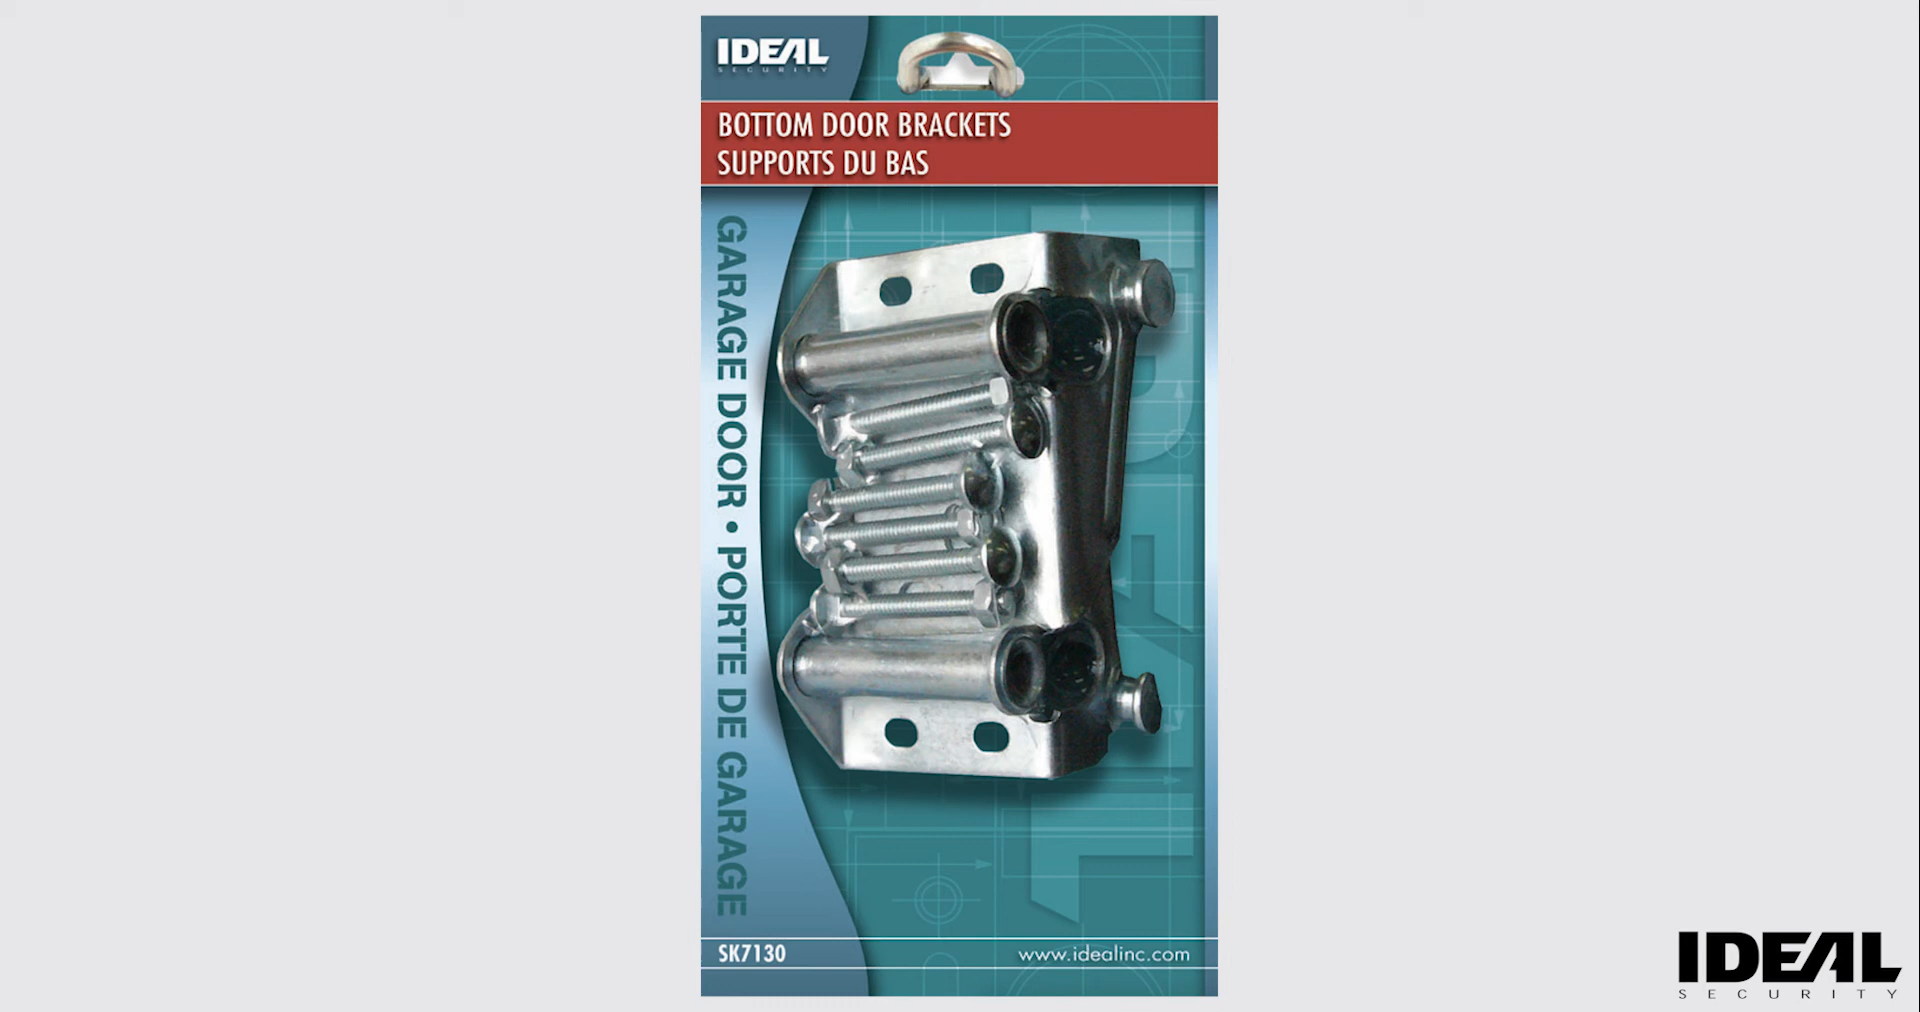 IDEAL
SECURITY
BOTTOM DOOR BRACKETS
SUPPORTS DU BAS
GARAGE DOOR • PORTE DE GARAGE
SK7130
www.idealinc.com
IDEAL
SECURITY